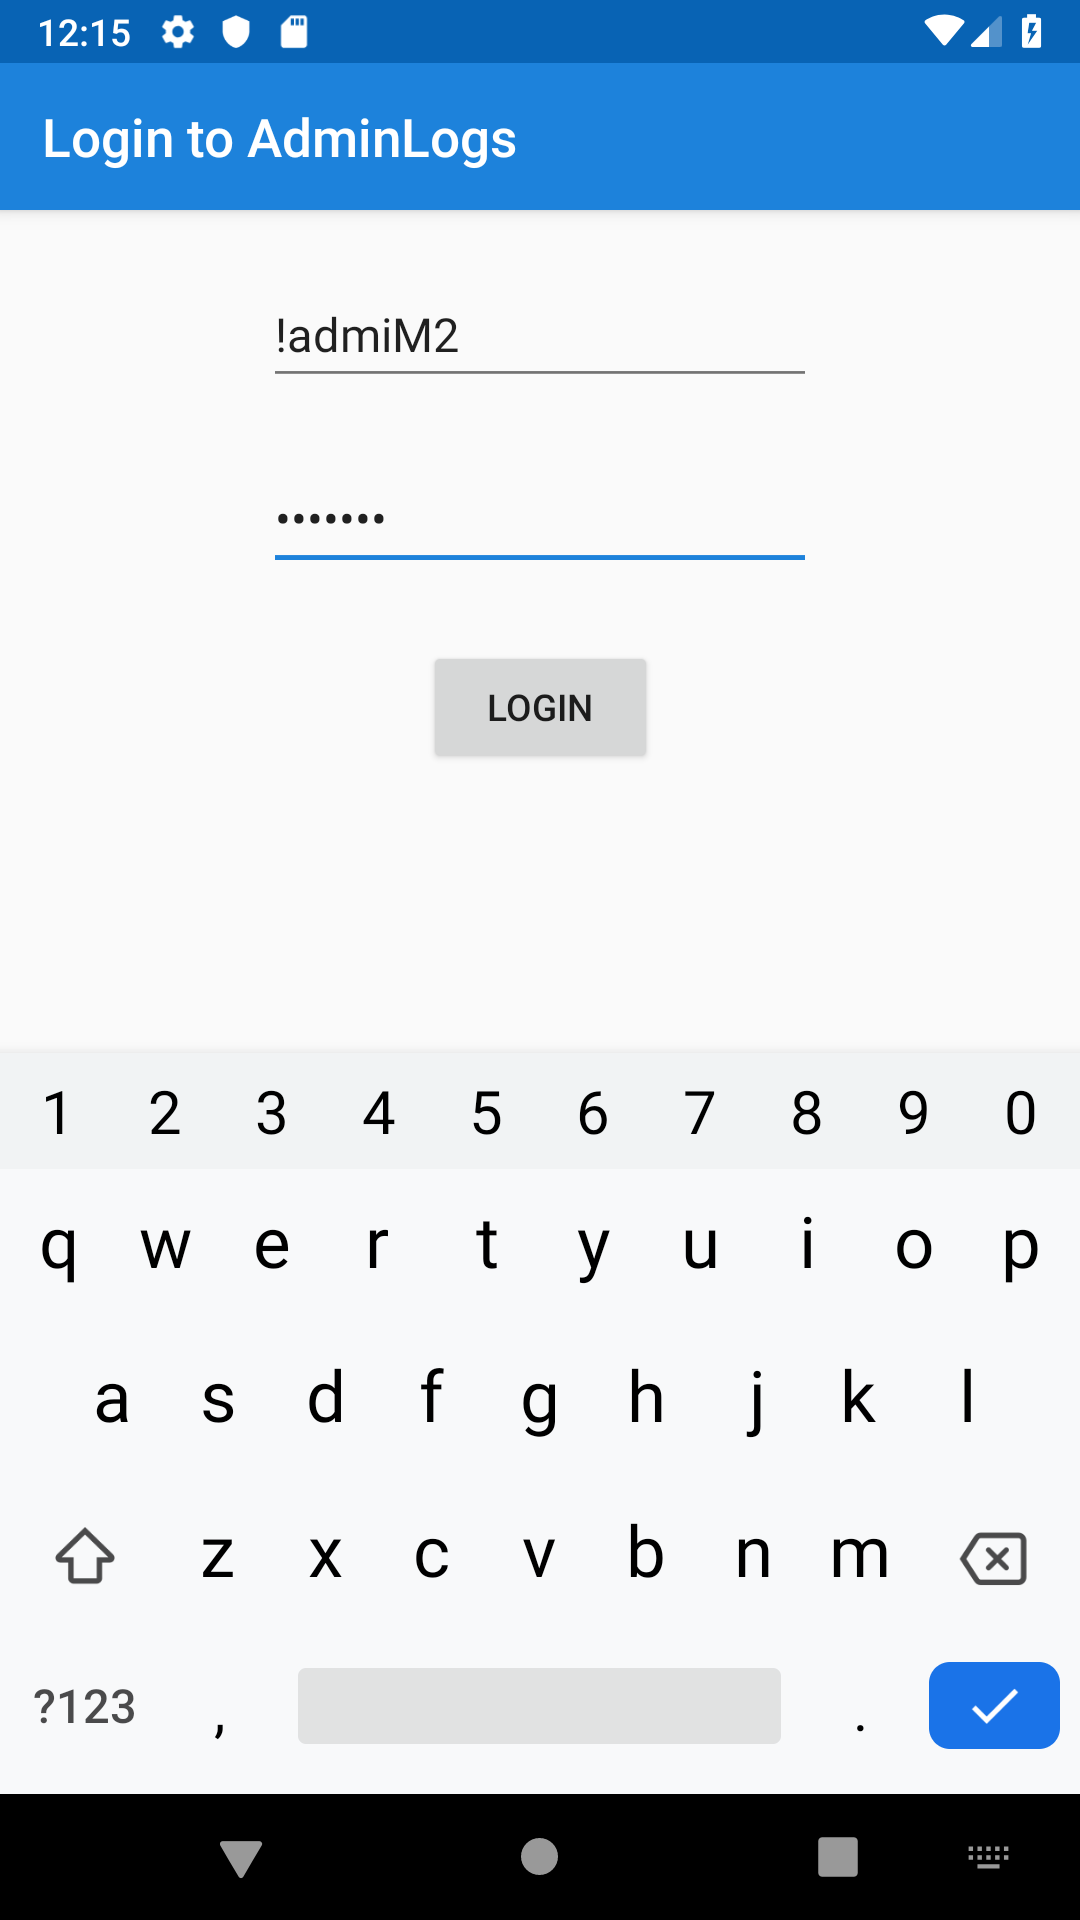 12:15
Login to AdminLogs
!admiM2
•••••••
LOGIN
1 2 3 4 5 6 7 8 9 0
q w e r t y u i o p
a s d f g h j k l
z x c v b n m
?123 , .